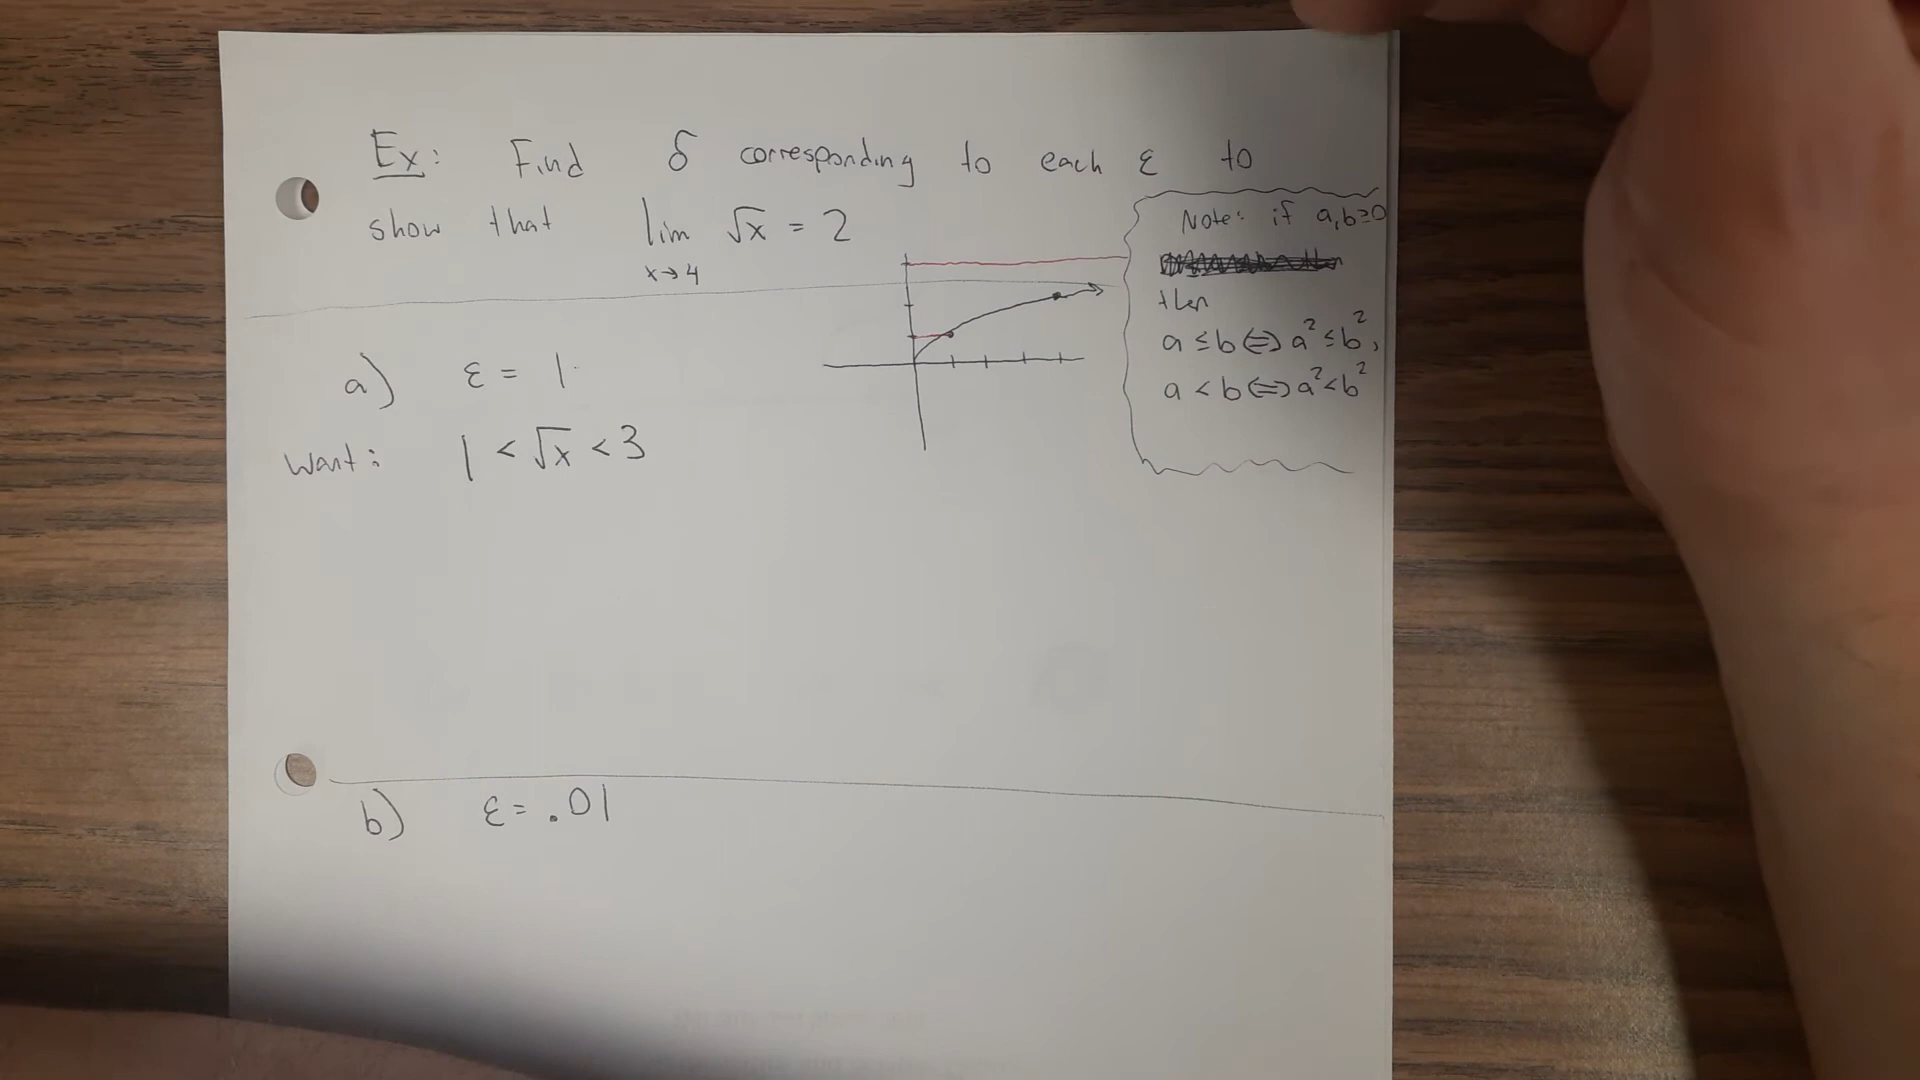 Ex: Find δ corresponding to each ε to
show that lim √x = 2
x→4
Note: if a,b≥0
then
a ≤ b ⟺ a² ≤ b²,
a < b ⟺ a² < b²
a) ε = 1
Want: 1 < √x < 3
b) ε = .01